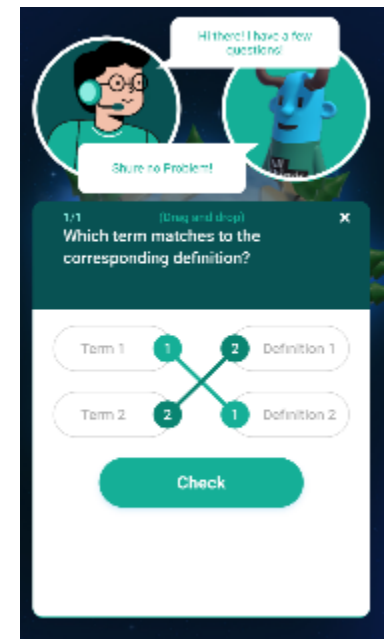 Hi there! I have a few
questions!
Shure no Problem!
1/1 (Drag and drop) x
Which term matches to the
corresponding definition?
Term 1 1 2 Definition 1
Term 2 2 1 Definition 2
Check